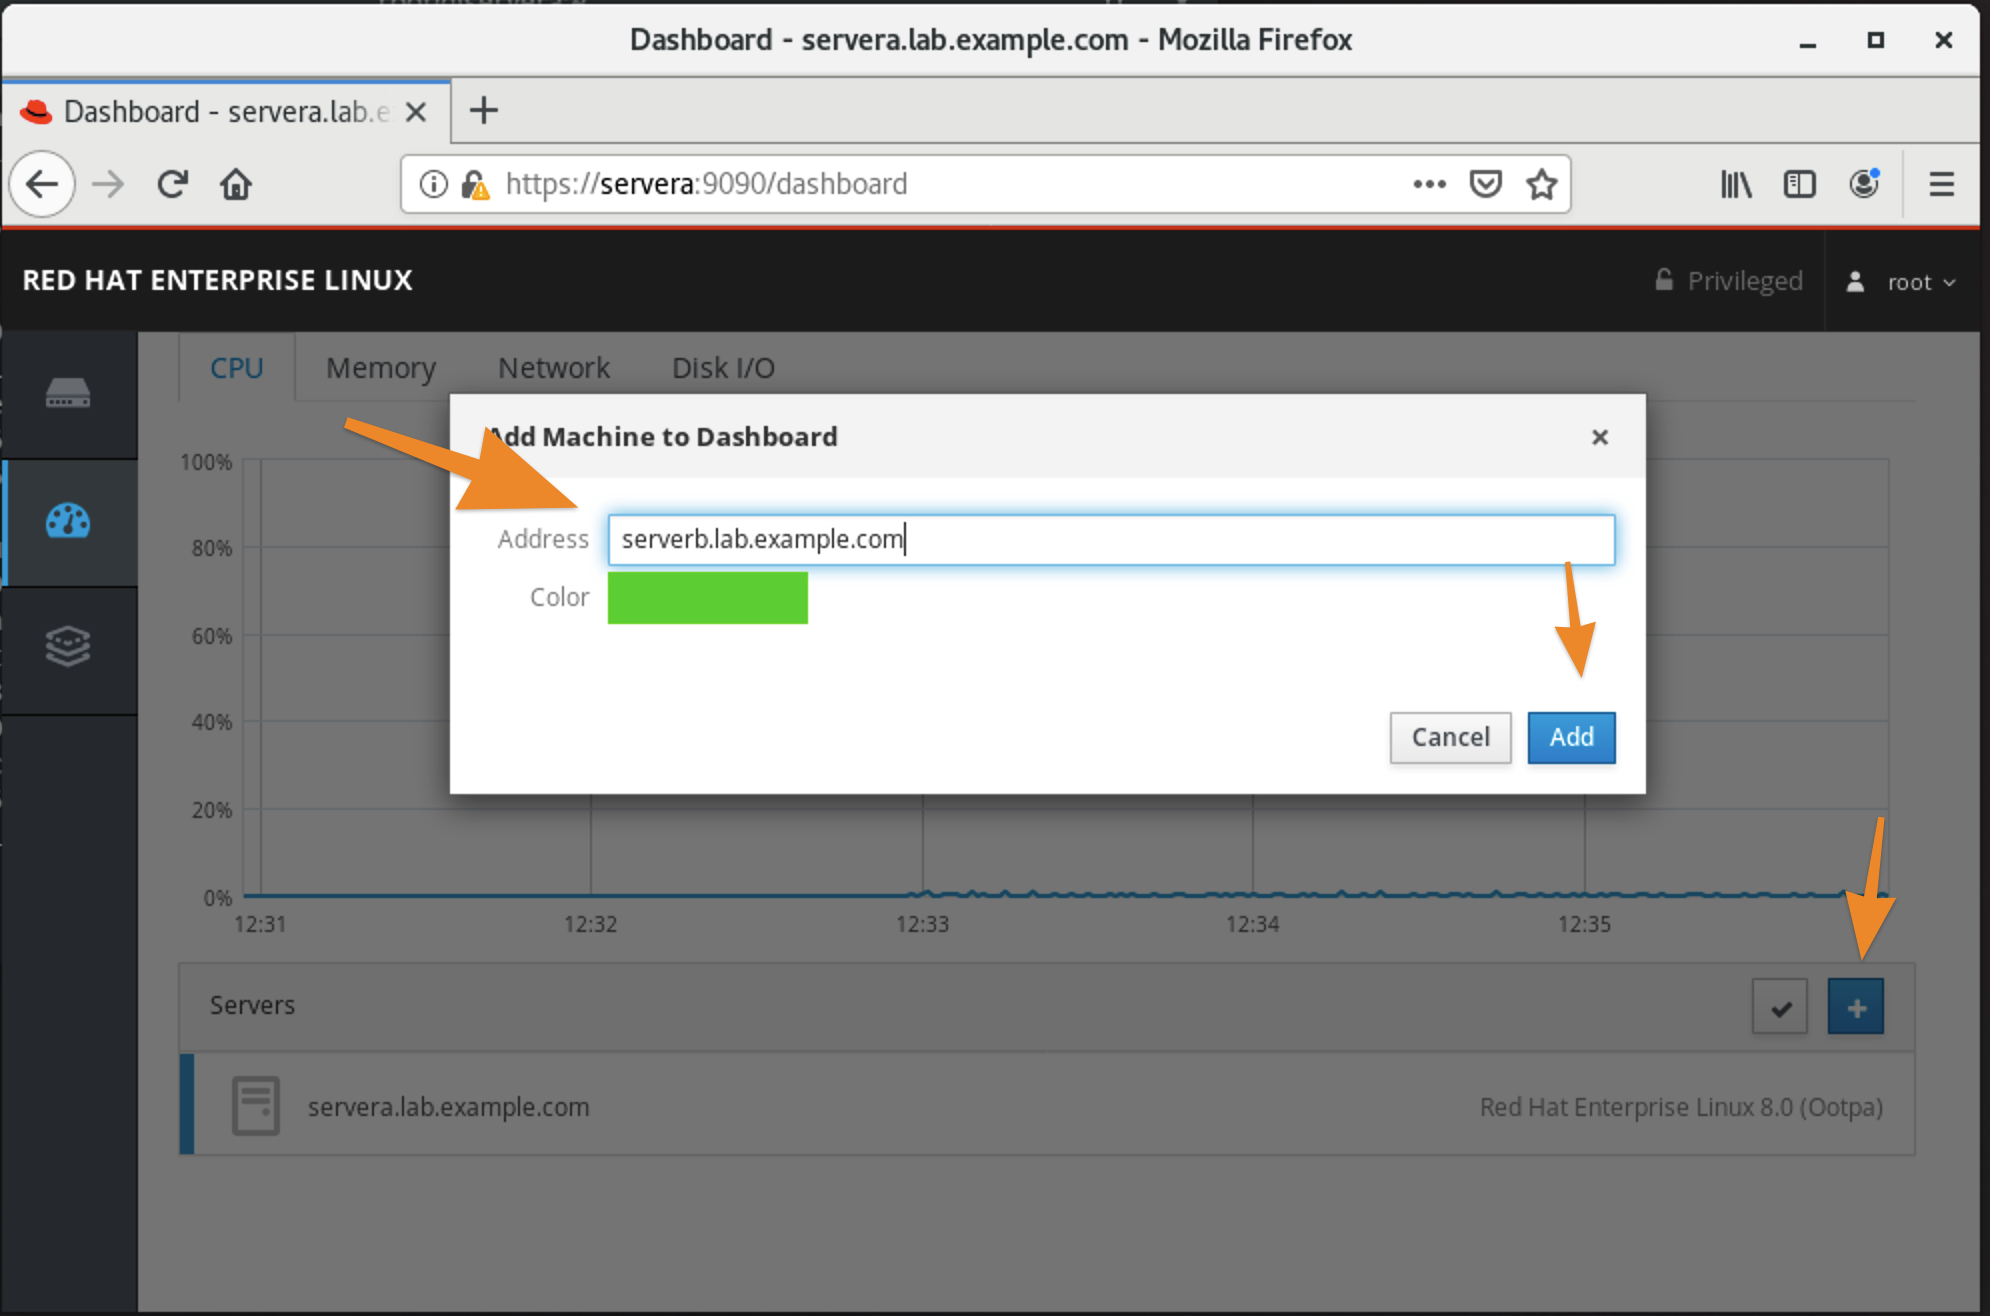 Dashboard - servera.lab.example.com - Mozilla Firefox
Dashboard - servera.lab.e
https://servera:9090/dashboard
RED HAT ENTERPRISE LINUX
Privileged
root
CPU Memory Network Disk I/O
Add Machine to Dashboard
Address serverb.lab.example.com
Color
Cancel Add
100%
80%
60%
40%
20%
0%
12:31 12:32 12:33 12:34 12:35
Servers
servera.lab.example.com Red Hat Enterprise Linux 8.0 (Ootpa)